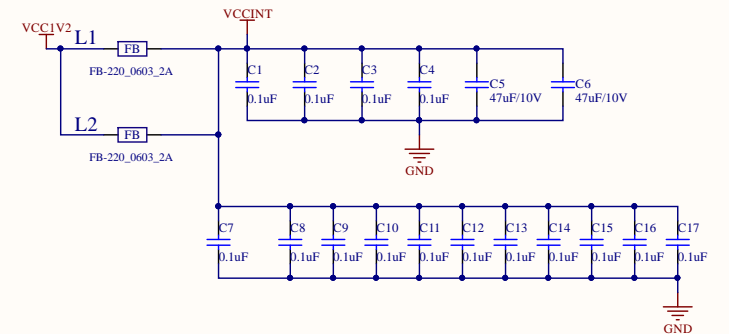 VCC1V2
L1
FB
FB-220_0603_2A
VCCINT
C1
0.1uF
C2
0.1uF
C3
0.1uF
C4
0.1uF
C5
47uF/10V
C6
47uF/10V
L2
FB
FB-220_0603_2A
GND
C7
0.1uF
C8
0.1uF
C9
0.1uF
C10
0.1uF
C11
0.1uF
C12
0.1uF
C13
0.1uF
C14
0.1uF
C15
0.1uF
C16
0.1uF
C17
0.1uF
GND